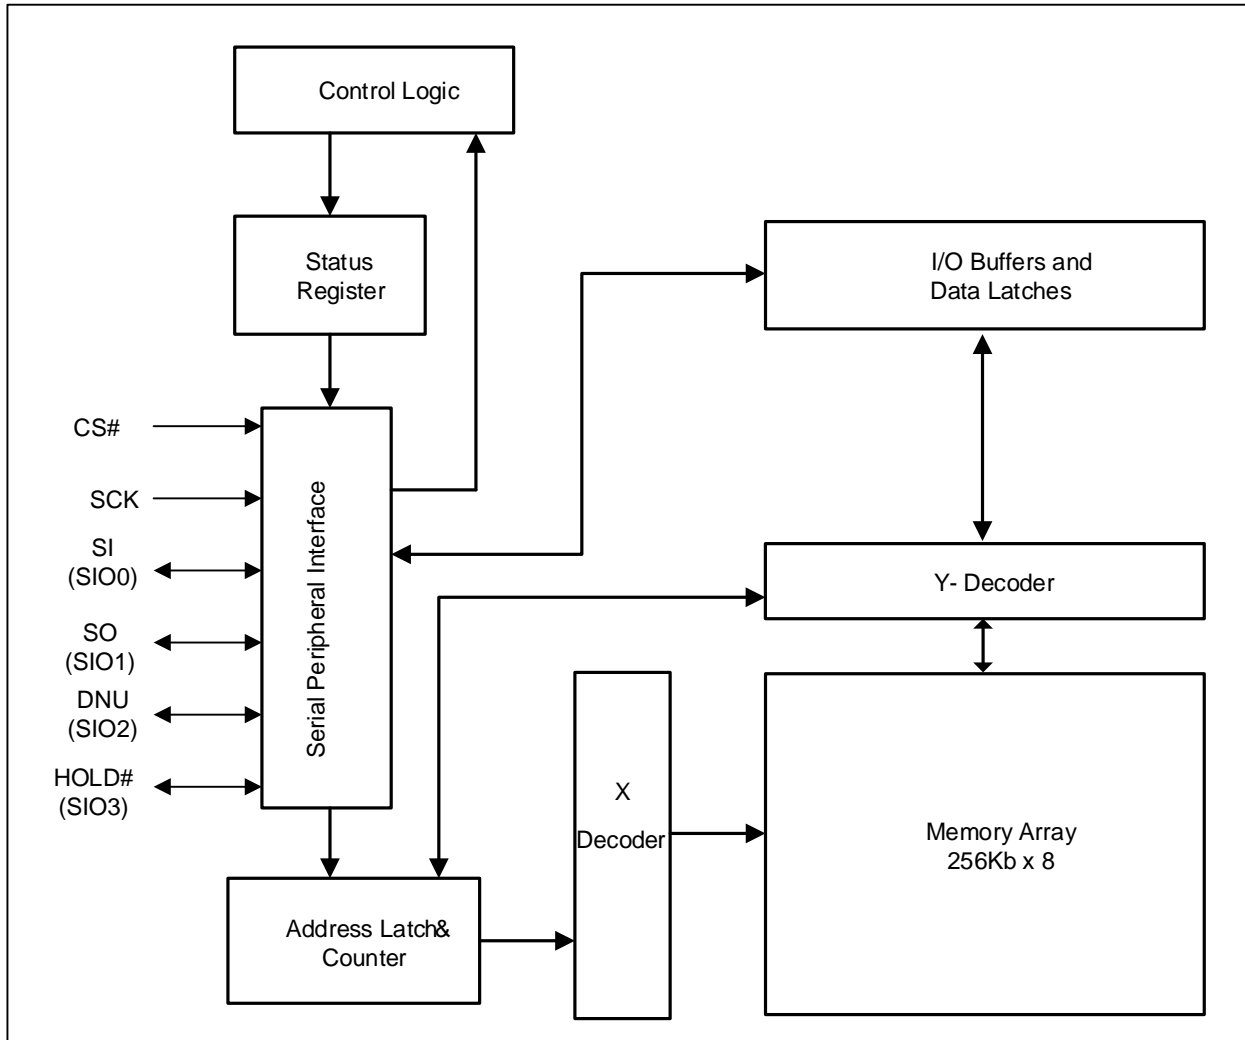 Control Logic
Status
Register
I/O Buffers and
Data Latches
CS#
SCK
SI
(SIO0)
SO
(SIO1)
DNU
(SIO2)
HOLD#
(SIO3)
Serial Peripheral Interface
Y- Decoder
X
Decoder
Memory Array
256Kb x 8
Address Latch&
Counter